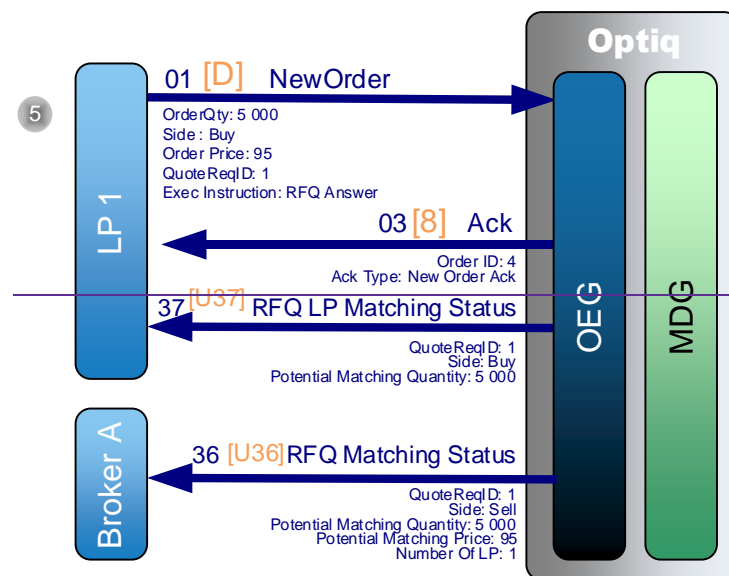 Optiq
01 [D] NewOrder
5
OrderQty: 5 000
Side : Buy
Order Price: 95
QuoteReqID: 1
Exec Instruction: RFQ Answer
LP 1
03 [8] Ack
Order ID: 4
Ack Type: New Order Ack
OEG
MDG
37 [U37] RFQ LP Matching Status
QuoteReqID: 1
Side: Buy
Potential Matching Quantity: 5 000
Broker A
36 [U36] RFQ Matching Status
QuoteReqID: 1
Side: Sell
Potential Matching Quantity: 5 000
Potential Matching Price: 95
Number Of LP: 1